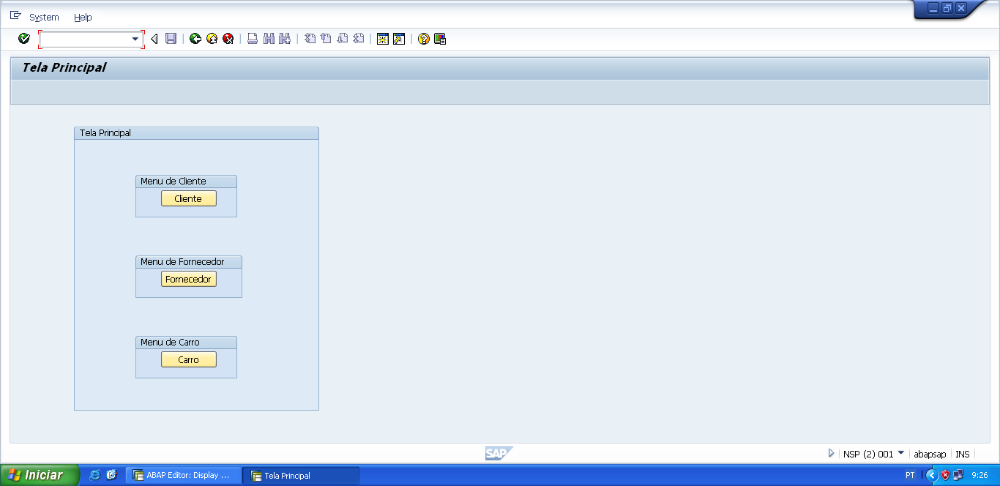 System Help
Tela Principal
Tela Principal
Menu de Cliente
Cliente
Menu de Fornecedor
Fornecedor
Menu de Carro
Carro
SAP
NSP (2) 001 abapsap INS
Iniciar ABAP Editor: Display ... Tela Principal PT 9:26